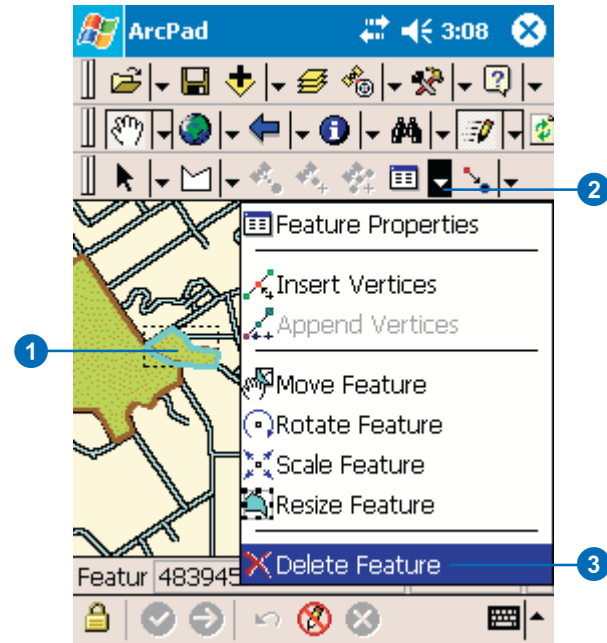 ArcPad 3:08
2
Feature Properties
Insert Vertices
1
Append Vertices
Move Feature
Rotate Feature
Scale Feature
Resize Feature
Delete Feature
3
Featur 483945